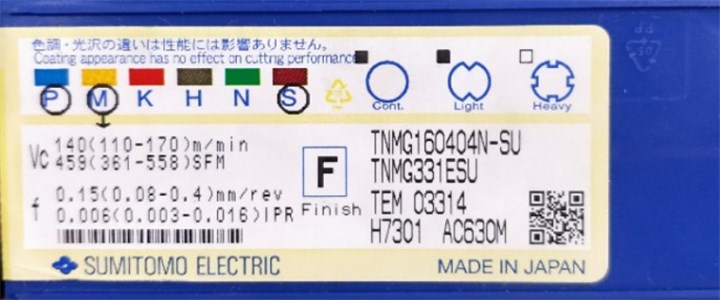 色調・光沢の違いは性能には影響ありません。
Coating appearance has no effect on cuttng performance
P M K H N S
Cont. Light Heavy
Vc 140(110-170)m/min
459(361-558)SFM
f 0.15(0.08-0.4)mm/rev
0.006(0.003-0.016)IPR
F
Finish
TNMG160404N-SU
TNMG331ESU
TEM 03314
H7301 AC630M
SUMITOMO ELECTRIC
MADE IN JAPAN